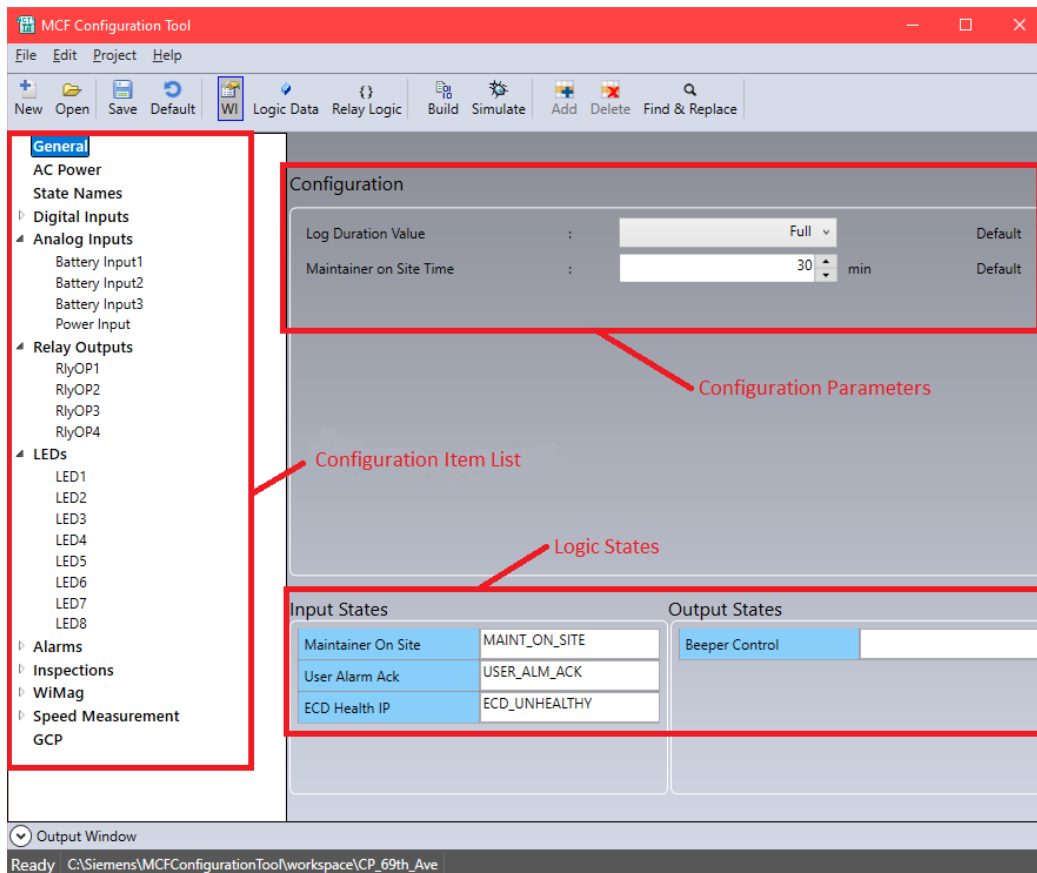 MCF Configuration Tool
File Edit Project Help
New Open Save Default WI Logic Data Relay Logic Build Simulate Add Delete Find & Replace
General
AC Power
State Names
Digital Inputs
Analog Inputs
Battery Input1
Battery Input2
Battery Input3
Power Input
Relay Outputs
RlyOP1
RlyOP2
RlyOP3
RlyOP4
LEDs
LED1
LED2
LED3
LED4
LED5
LED6
LED7
LED8
Alarms
Inspections
WiMag
Speed Measurement
GCP
Configuration
Log Duration Value : Full Default
Maintainer on Site Time : 30 min Default
Configuration Parameters
Configuration Item List
Logic States
Input States
Maintainer On Site MAINT_ON_SITE
User Alarm Ack USER_ALM_ACK
ECD Health IP ECD_UNHEALTHY
Output States
Beeper Control
Output Window
Ready C:\Siemens\MCFConfigurationTool\workspace\CP_69th_Ave